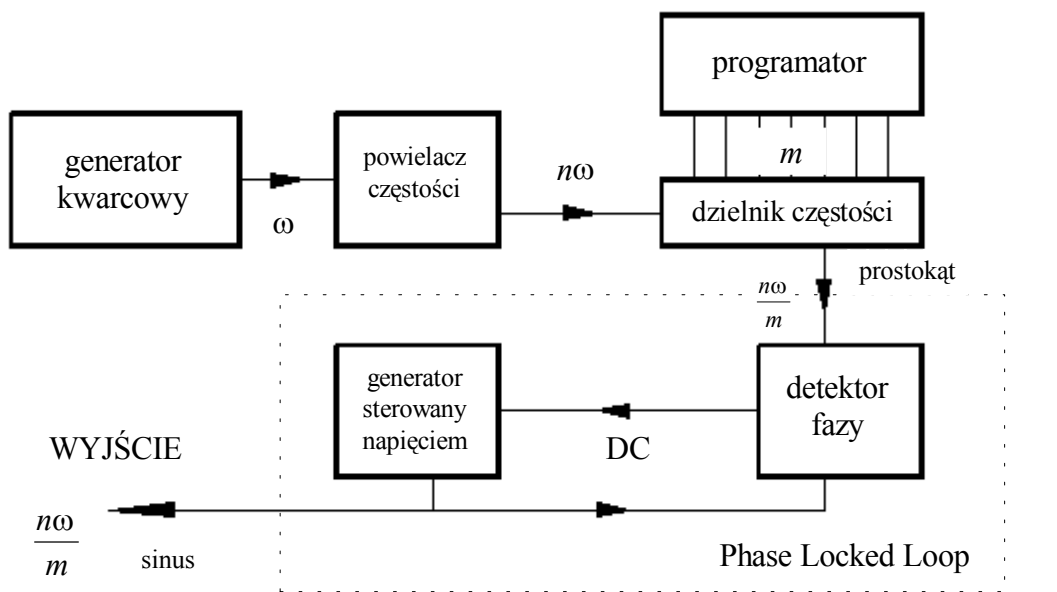 programator
generator
kwarcowy
ω
powielacz
częstości
nω
m
dzielnik częstości
prostokąt
nω
m
generator
sterowany
napięciem
DC
detektor
fazy
WYJŚCIE
nω
m
sinus
Phase Locked Loop